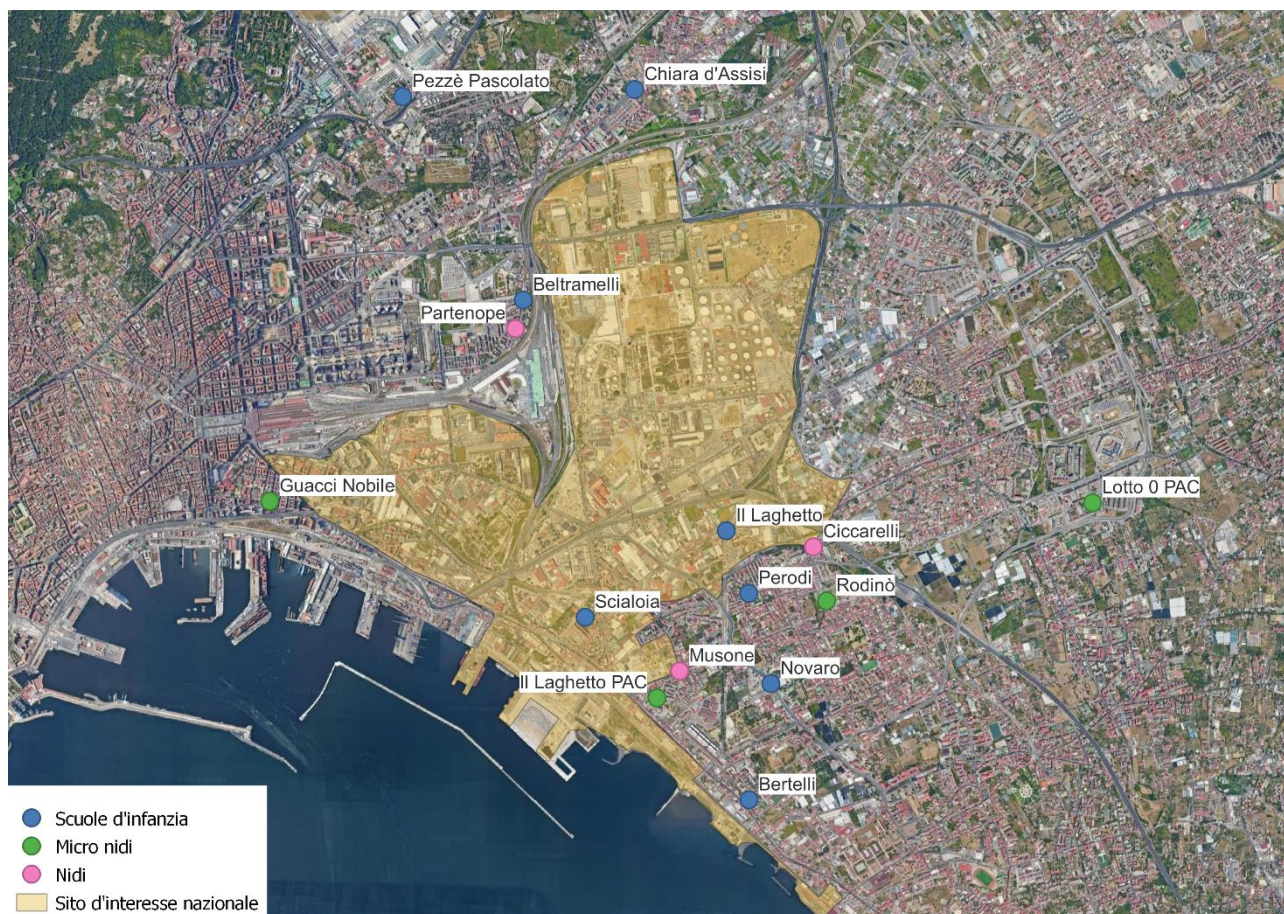 Pezzè Pascolato
Chiara d'Assisi
Beltramelli
Partenope
Guacci Nobile
Lotto 0 PAC
Il Laghetto
Ciccarelli
Perodi
Rodinò
Scialoia
Musone
Il Laghetto PAC
Novaro
Bertelli
Scuole d'infanzia
Micro nidi
Nidi
Sito d'interesse nazionale